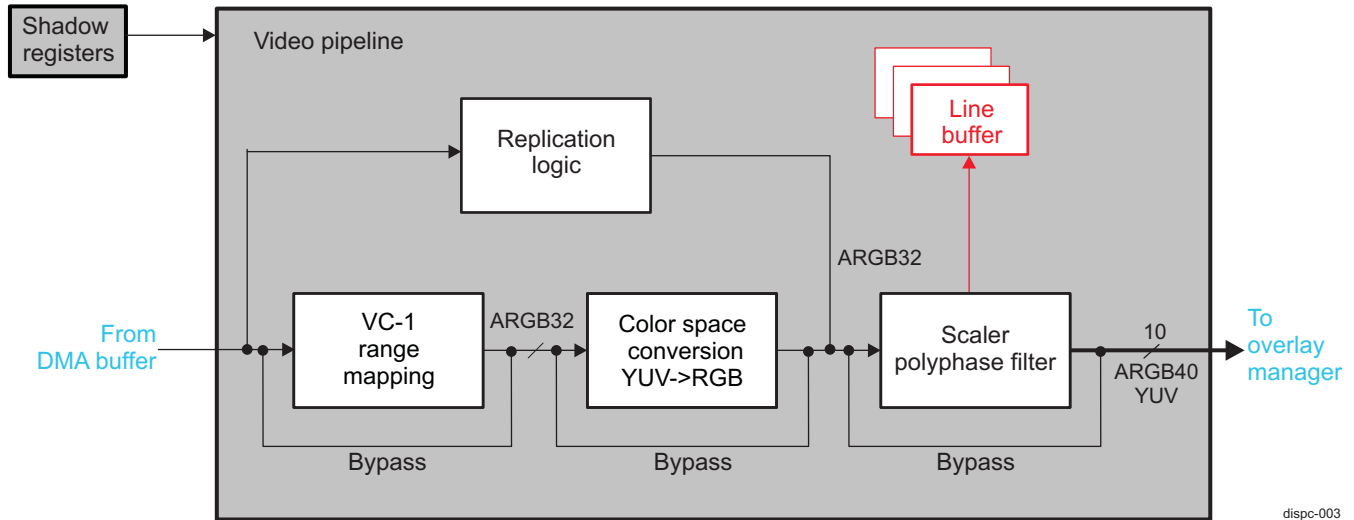 Shadow
registers
Video pipeline
Line
buffer
Replication
logic
ARGB32
From
DMA buffer
VC-1
range
mapping
ARGB32
Color space
conversion
YUV->RGB
Scaler
polyphase filter
10
ARGB40
YUV
To
overlay
manager
Bypass
Bypass
Bypass
dispc-003